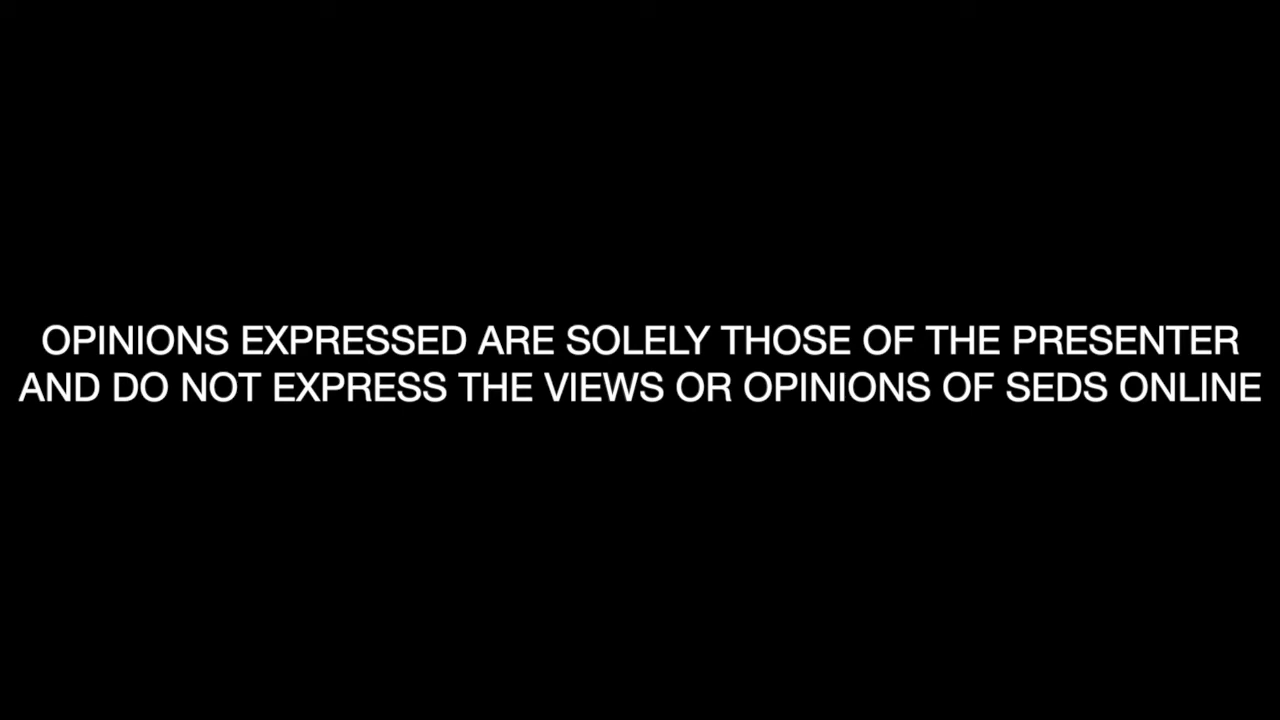 OPINIONS EXPRESSED ARE SOLELY THOSE OF THE PRESENTER
AND DO NOT EXPRESS THE VIEWS OR OPINIONS OF SEDS ONLINE